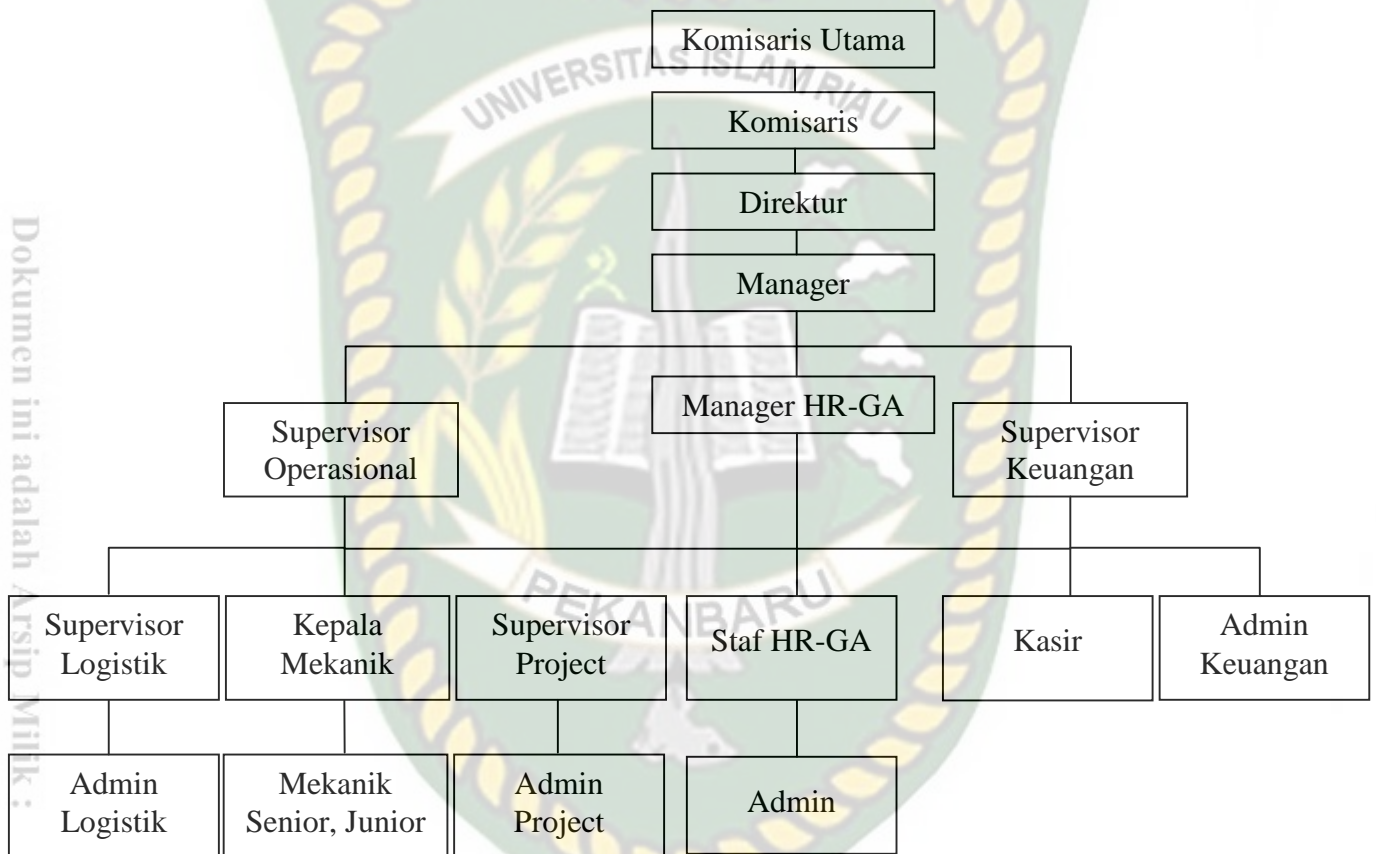 Komisaris Utama
UNIVERSITAS ISLAM RIAU
Komisaris
Direktur
Manager
Manager HR-GA
Supervisor
Operasional
Supervisor
Keuangan
PEKANBARU
Supervisor
Logistik
Kepala
Mekanik
Supervisor
Project
Staf HR-GA
Kasir
Admin
Keuangan
Admin
Logistik
Mekanik
Senior, Junior
Admin
Project
Admin
Dokumen ini adalah Arsip Milik :